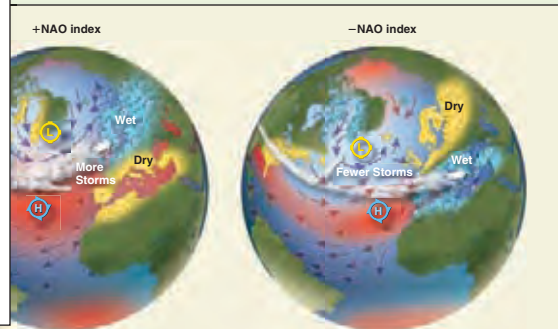 +NAO index
Wet
L
More
Storms
Dry
H
−NAO index
Dry
L
Wet
Fewer Storms
H